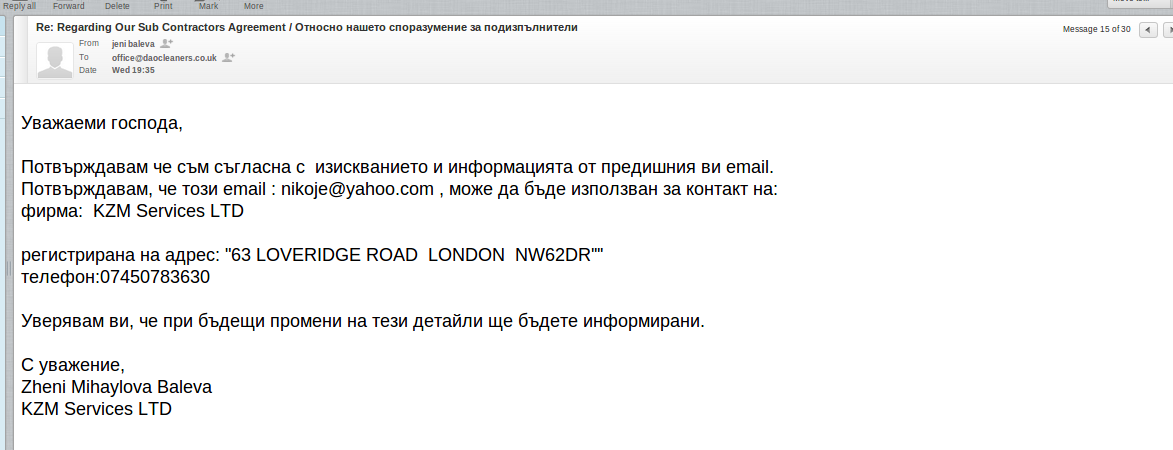 Reply all Forward Delete Print Mark More
Re: Regarding Our Sub Contractors Agreement / Относно нашето споразумение за подизпълнители
Message 15 of 30
From jeni baleva
To office@daocleaners.co.uk
Date Wed 19:35
Уважаеми господа,
Потвърждавам че съм съгласна с  изискванието и информацията от предишния ви email.
Потвърждавам, че този email : nikoje@yahoo.com , може да бъде използван за контакт на:
фирма:  KZM Services LTD
регистрирана на адрес: "63 LOVERIDGE ROAD  LONDON  NW62DR""
телефон:07450783630
Уверявам ви, че при бъдещи промени на тези детайли ще бъдете информирани.
С уважение,
Zheni Mihaylova Baleva
KZM Services LTD